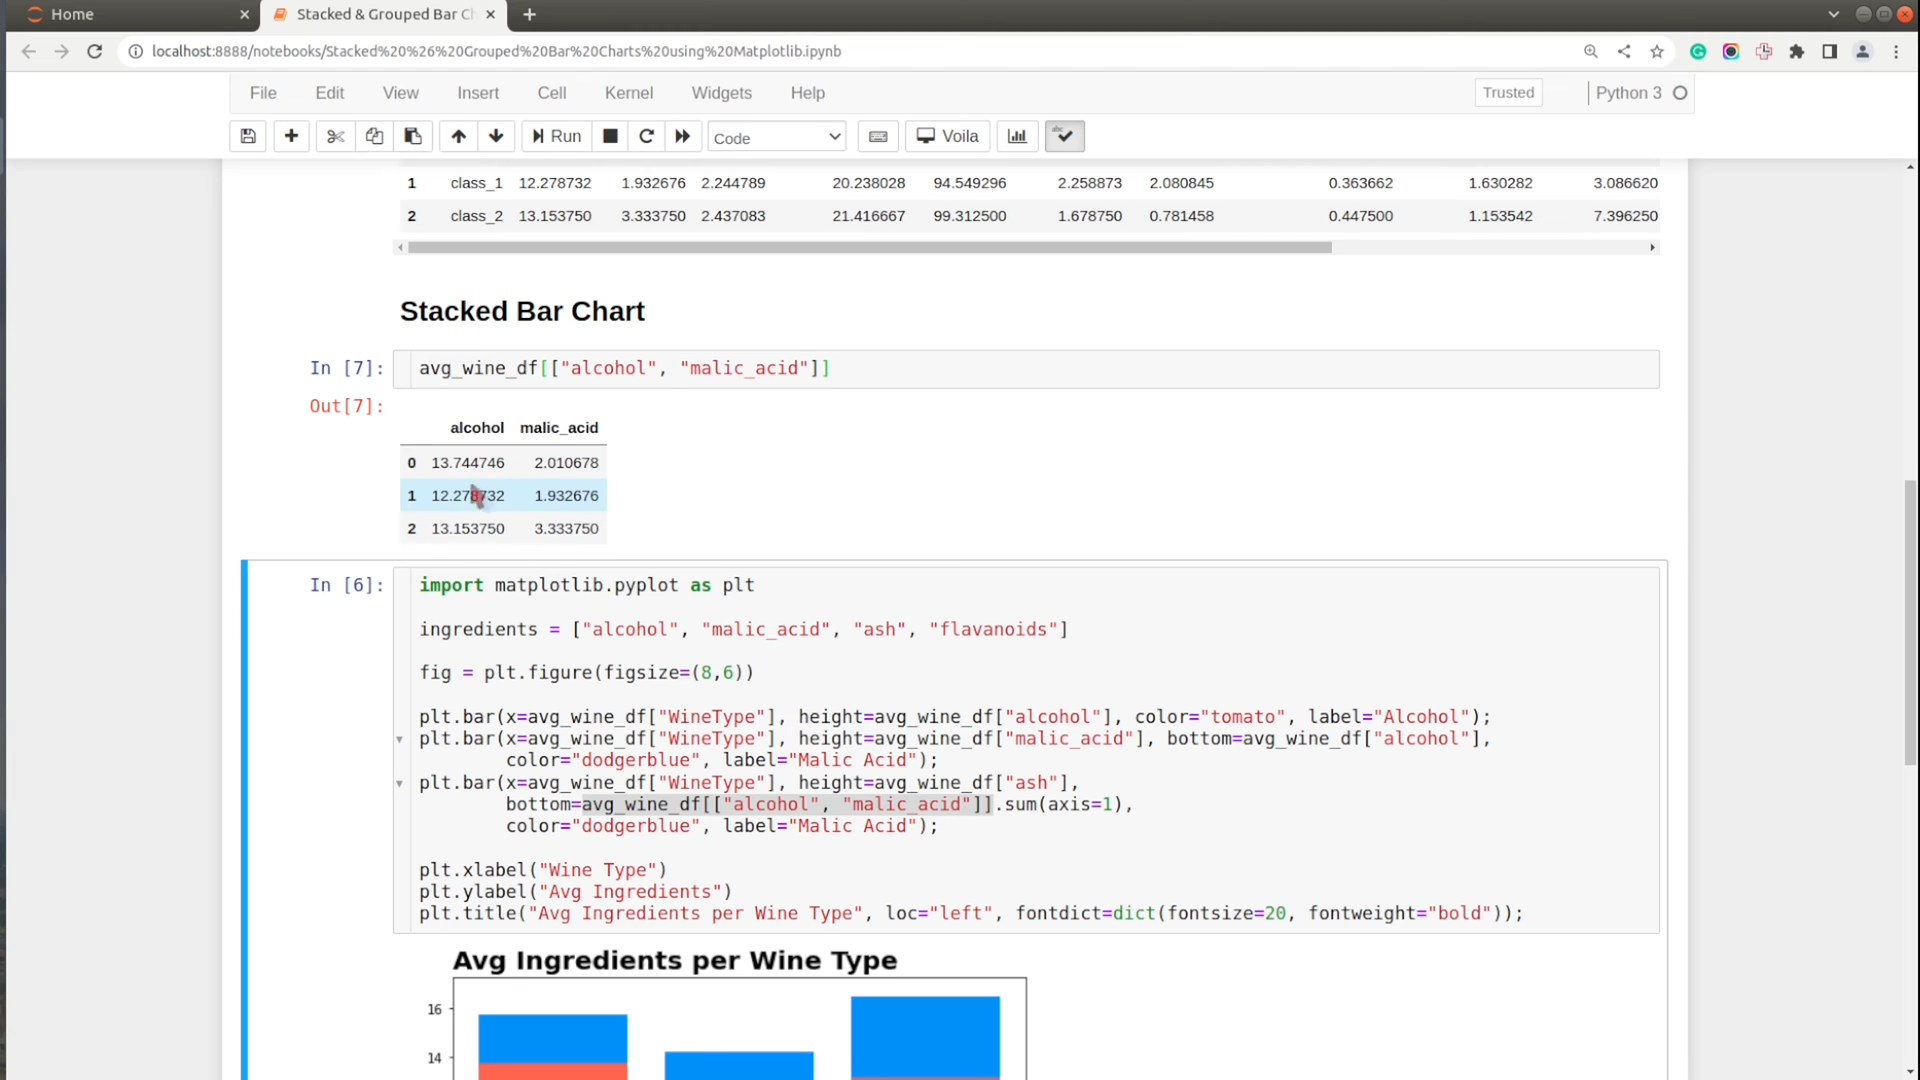 Home
Stacked & Grouped Bar Ch
localhost:8888/notebooks/Stacked%20%26%20Grouped%20Bar%20Charts%20using%20Matplotlib.ipynb
File Edit View Insert Cell Kernel Widgets Help Trusted Python 3
Run Code Voila
1 class_1 12.278732 1.932676 2.244789 20.238028 94.549296 2.258873 2.080845 0.363662 1.630282 3.086620
2 class_2 13.153750 3.333750 2.437083 21.416667 99.312500 1.678750 0.781458 0.447500 1.153542 7.396250
Stacked Bar Chart
In [7]: avg_wine_df[["alcohol", "malic_acid"]]
Out[7]:
alcohol malic_acid
0 13.744746 2.010678
1 12.278732 1.932676
2 13.153750 3.333750
In [6]: import matplotlib.pyplot as plt
ingredients = ["alcohol", "malic_acid", "ash", "flavanoids"]
fig = plt.figure(figsize=(8,6))
plt.bar(x=avg_wine_df["WineType"], height=avg_wine_df["alcohol"], color="tomato", label="Alcohol");
plt.bar(x=avg_wine_df["WineType"], height=avg_wine_df["malic_acid"], bottom=avg_wine_df["alcohol"],
color="dodgerblue", label="Malic Acid");
plt.bar(x=avg_wine_df["WineType"], height=avg_wine_df["ash"],
bottom=avg_wine_df[["alcohol", "malic_acid"]].sum(axis=1),
color="dodgerblue", label="Malic Acid");
plt.xlabel("Wine Type")
plt.ylabel("Avg Ingredients")
plt.title("Avg Ingredients per Wine Type", loc="left", fontdict=dict(fontsize=20, fontweight="bold"));
Avg Ingredients per Wine Type
16
14